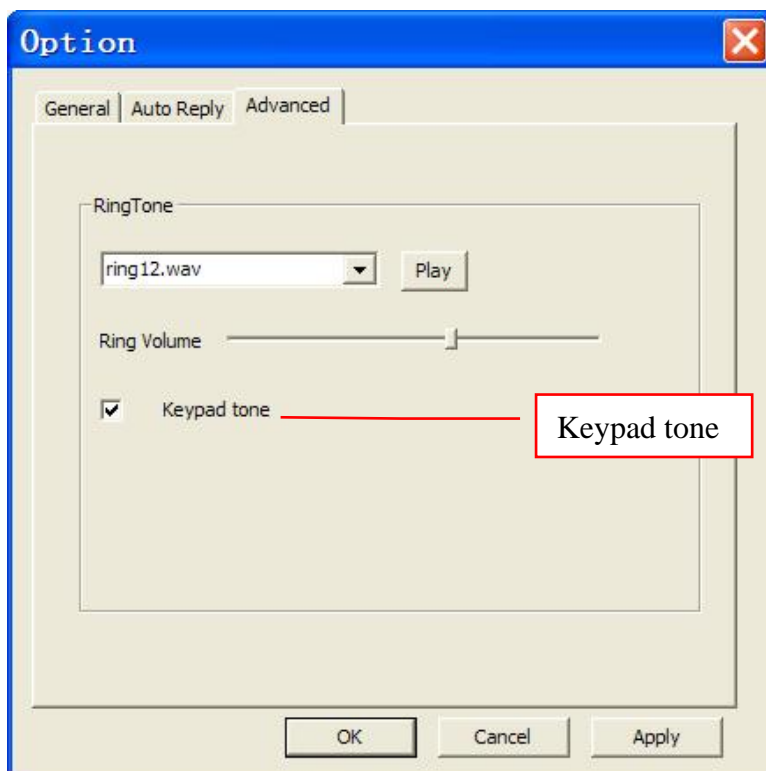 Option
General Auto Reply Advanced
RingTone
ring12.wav Play
Ring Volume
Keypad tone
Keypad tone
OK Cancel Apply